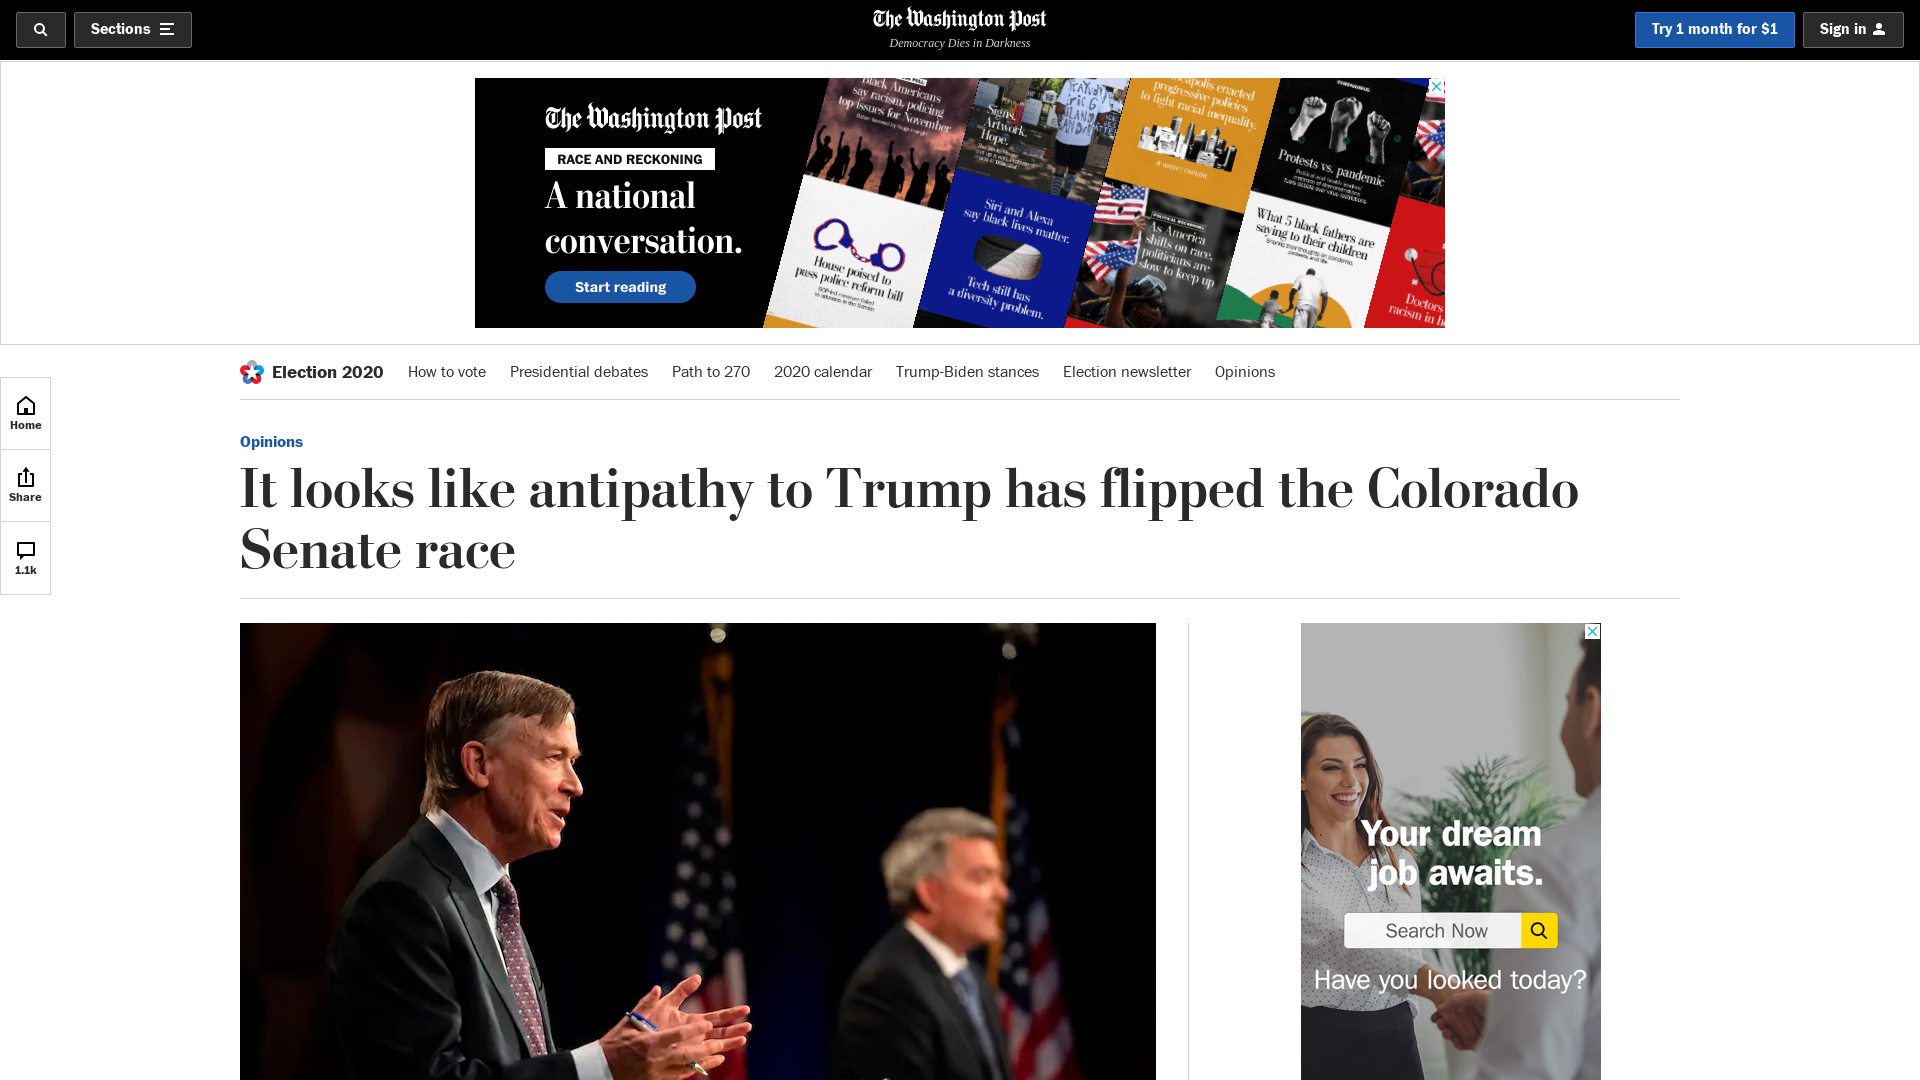 Sections
The Washington Post
Democracy Dies in Darkness
Try 1 month for $1
Sign in
The Washington Post
RACE AND RECKONING
A national
conversation.
Start reading
Black Americans
say racism, policing
top issues for November
Signs.
Artwork.
Hope.
progressive policies
to fight racial inequality.
IT WASN'T ENOUGH.
CORONAVIRUS
Protests vs. pandemic
House poised to
pass police reform bill
Siri and Alexa
say black lives matter.
Tech still has
a diversity problem.
As America
shifts on race,
politicians are
slow to keep up
What 5 black fathers are
saying to their children
Doctors
racism in
Election 2020
How to vote
Presidential debates
Path to 270
2020 calendar
Trump-Biden stances
Election newsletter
Opinions
Home
Share
1.1k
Opinions
It looks like antipathy to Trump has flipped the Colorado
Senate race
Your dream
job awaits.
Search Now
Have you looked today?